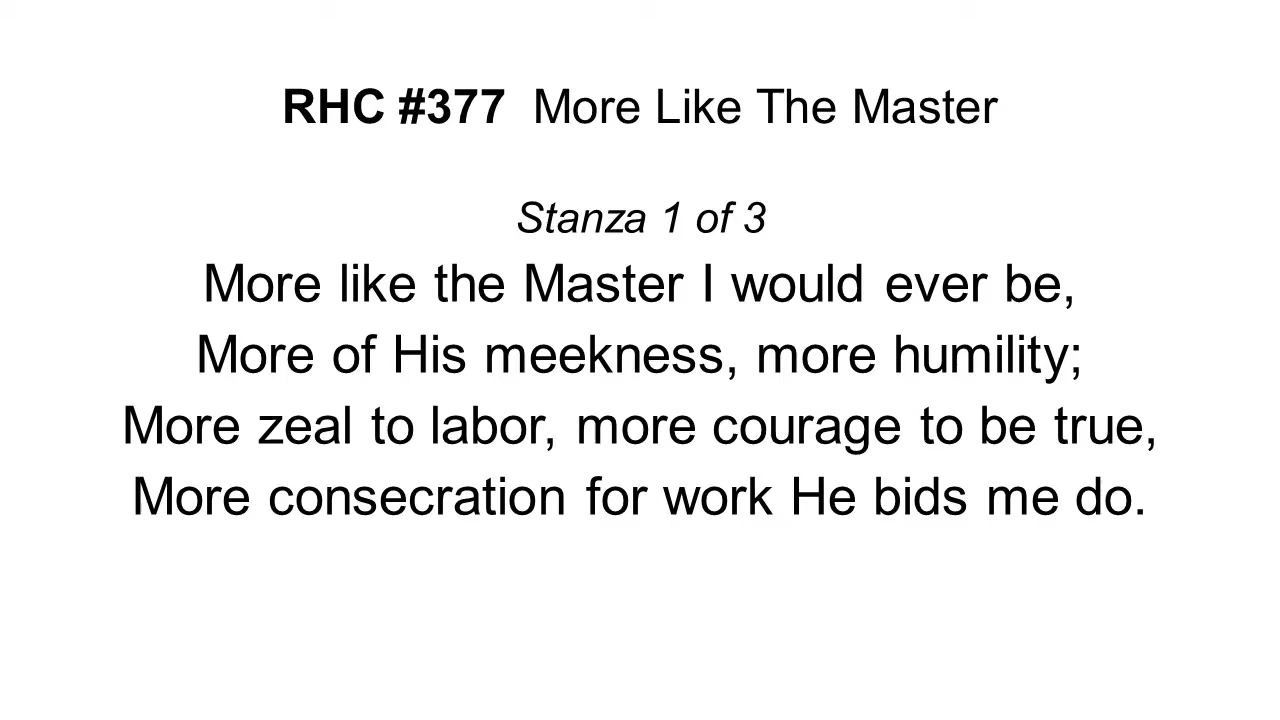 RHC #377 More Like The Master
Stanza 1 of 3
More like the Master I would ever be,
More of His meekness, more humility;
More zeal to labor, more courage to be true,
More consecration for work He bids me do.